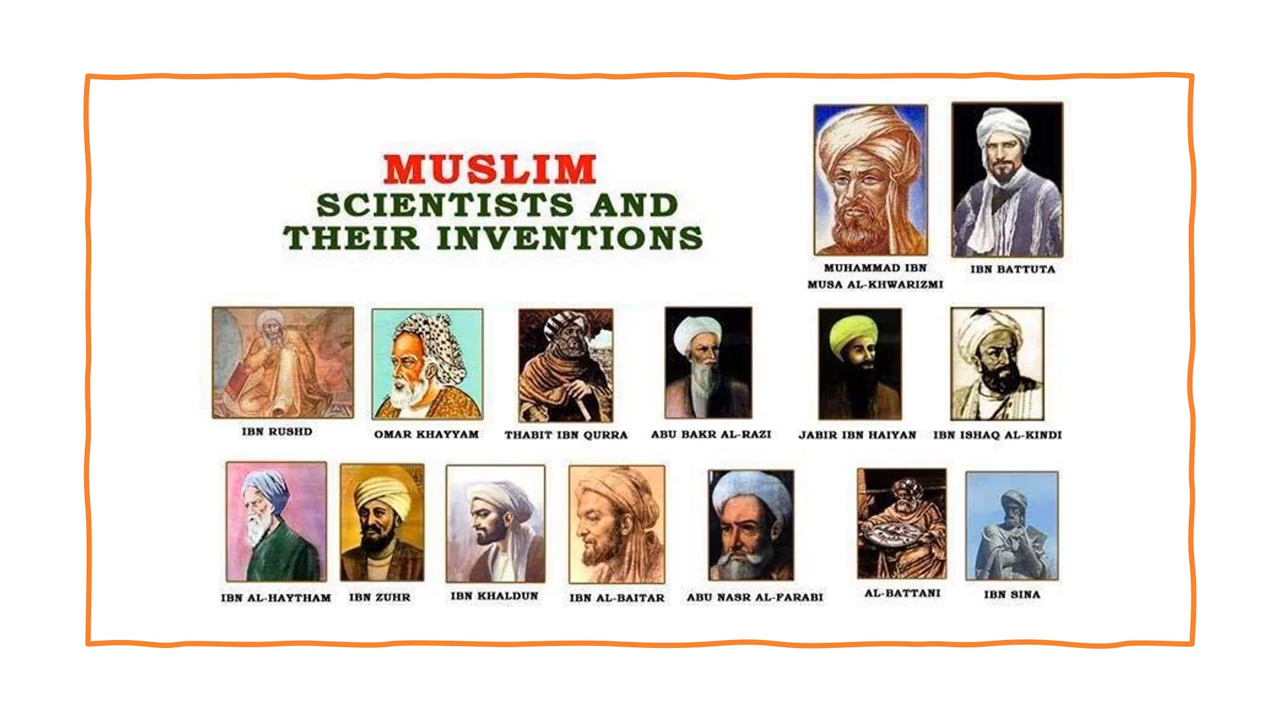 MUSLIM
SCIENTISTS AND
THEIR INVENTIONS
MUHAMMAD IBN
MUSA AL-KHWARIZMI
IBN BATTUTA
IBN RUSHD
OMAR KHAYYAM
THABIT IBN QURRA
ABU BAKR AL-RAZI
JABIR IBN HAIYAN
IBN ISHAQ AL-KINDI
IBN AL-HAYTHAM
IBN ZUHR
IBN KHALDUN
IBN AL-BAITAR
ABU NASR AL-FARABI
AL-BATTANI
IBN SINA